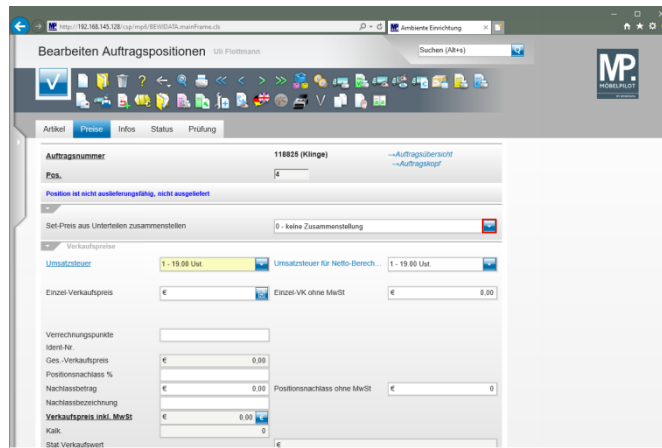 http://192.168.145.128/csp/mp8/BEWIDATA.mainFrame.cls
MP Ambiente Einrichtung
Bearbeiten Auftragspositionen Uli Flottmann
Suchen (Alt+s)
MP.
MÖBELPILOT
Artikel Preise Infos Status Prüfung
Auftragsnummer 118825 (Klinge) →Auftragsübersicht
→Auftragskopf
Pos. 4
Position ist nicht auslieferungsfähig, nicht ausgeliefert
Set-Preis aus Unterteilen zusammenstellen 0 - keine Zusammenstellung
Verkaufspreise
Umsatzsteuer 1 - 19.00 Ust. Umsatzsteuer für Netto-Berech... 1 - 19.00 Ust.
Einzel-Verkaufspreis € Einzel-VK ohne MwSt € 0,00
Verrechnungspunkte
Ident-Nr.
Ges.-Verkaufspreis € 0,00
Positionsnachlass %
Nachlassbetrag € 0,00 Positionsnachlass ohne MwSt € 0
Nachlassbezeichnung
Verkaufspreis inkl. MwSt € 0,00 €
Kalk. 0
Stat.Verkaufswert €